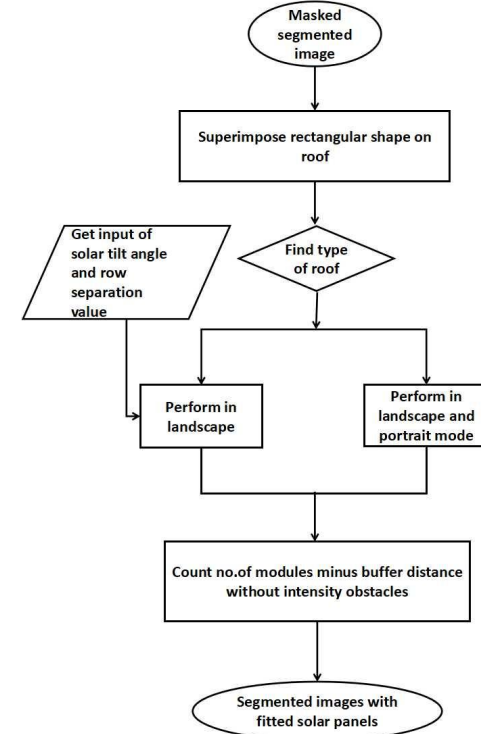 Masked
segmented
image
Superimpose rectangular shape on
roof
Get input of
solar tilt angle
and row
separation
value
Find type
of roof
Perform in
landscape
Perform in
landscape and
portrait mode
Count no.of modules minus buffer distance
without intensity obstacles
Segmented images with
fitted solar panels